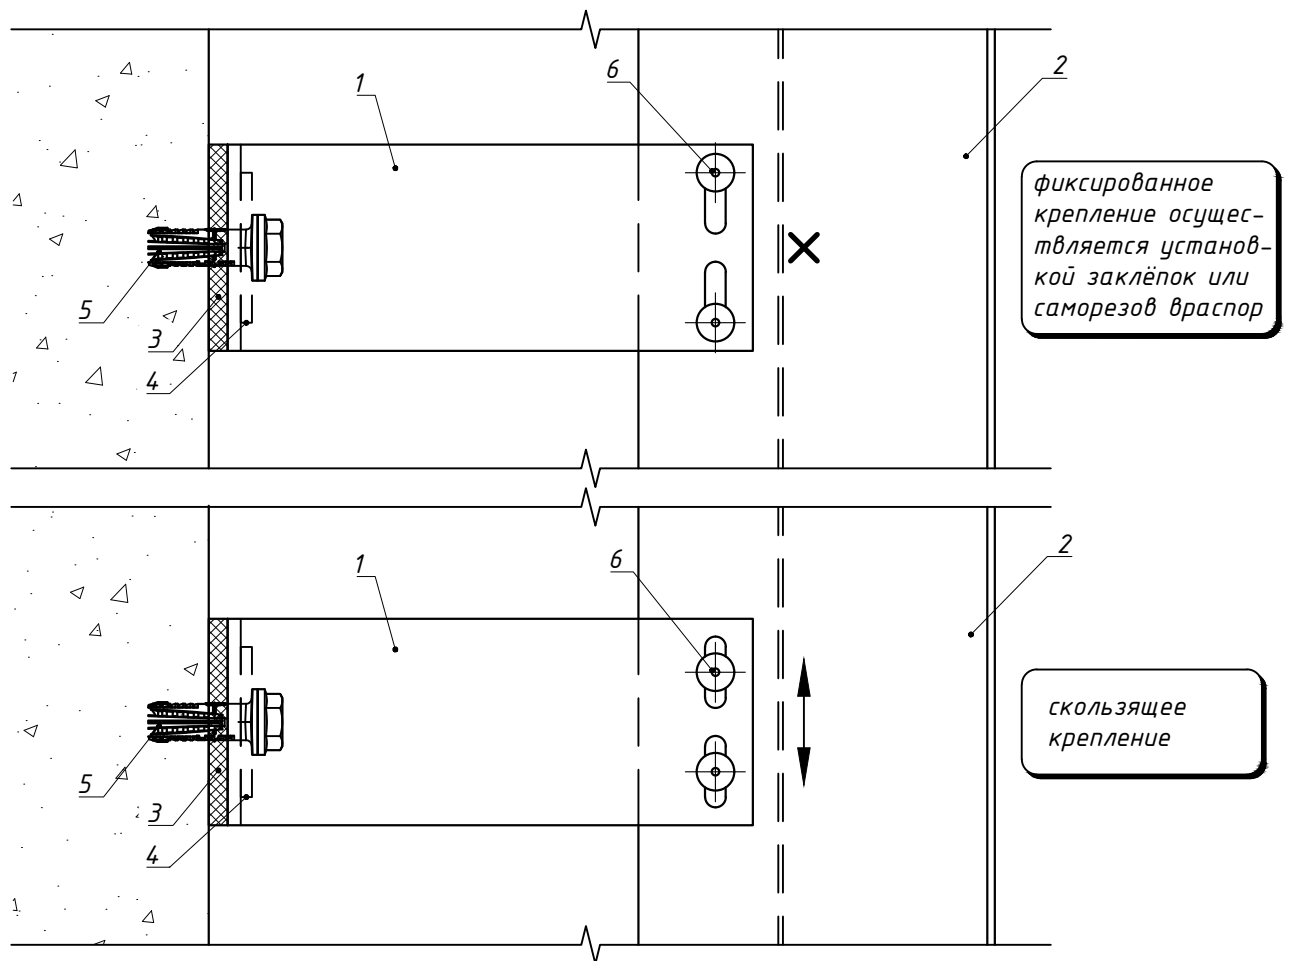 1
6
2
фиксированное
крепление осущес-
твляется установ-
кой заклёпок или
саморезов враспор
5
3
4
1
6
2
скользящее
крепление
5
3
4